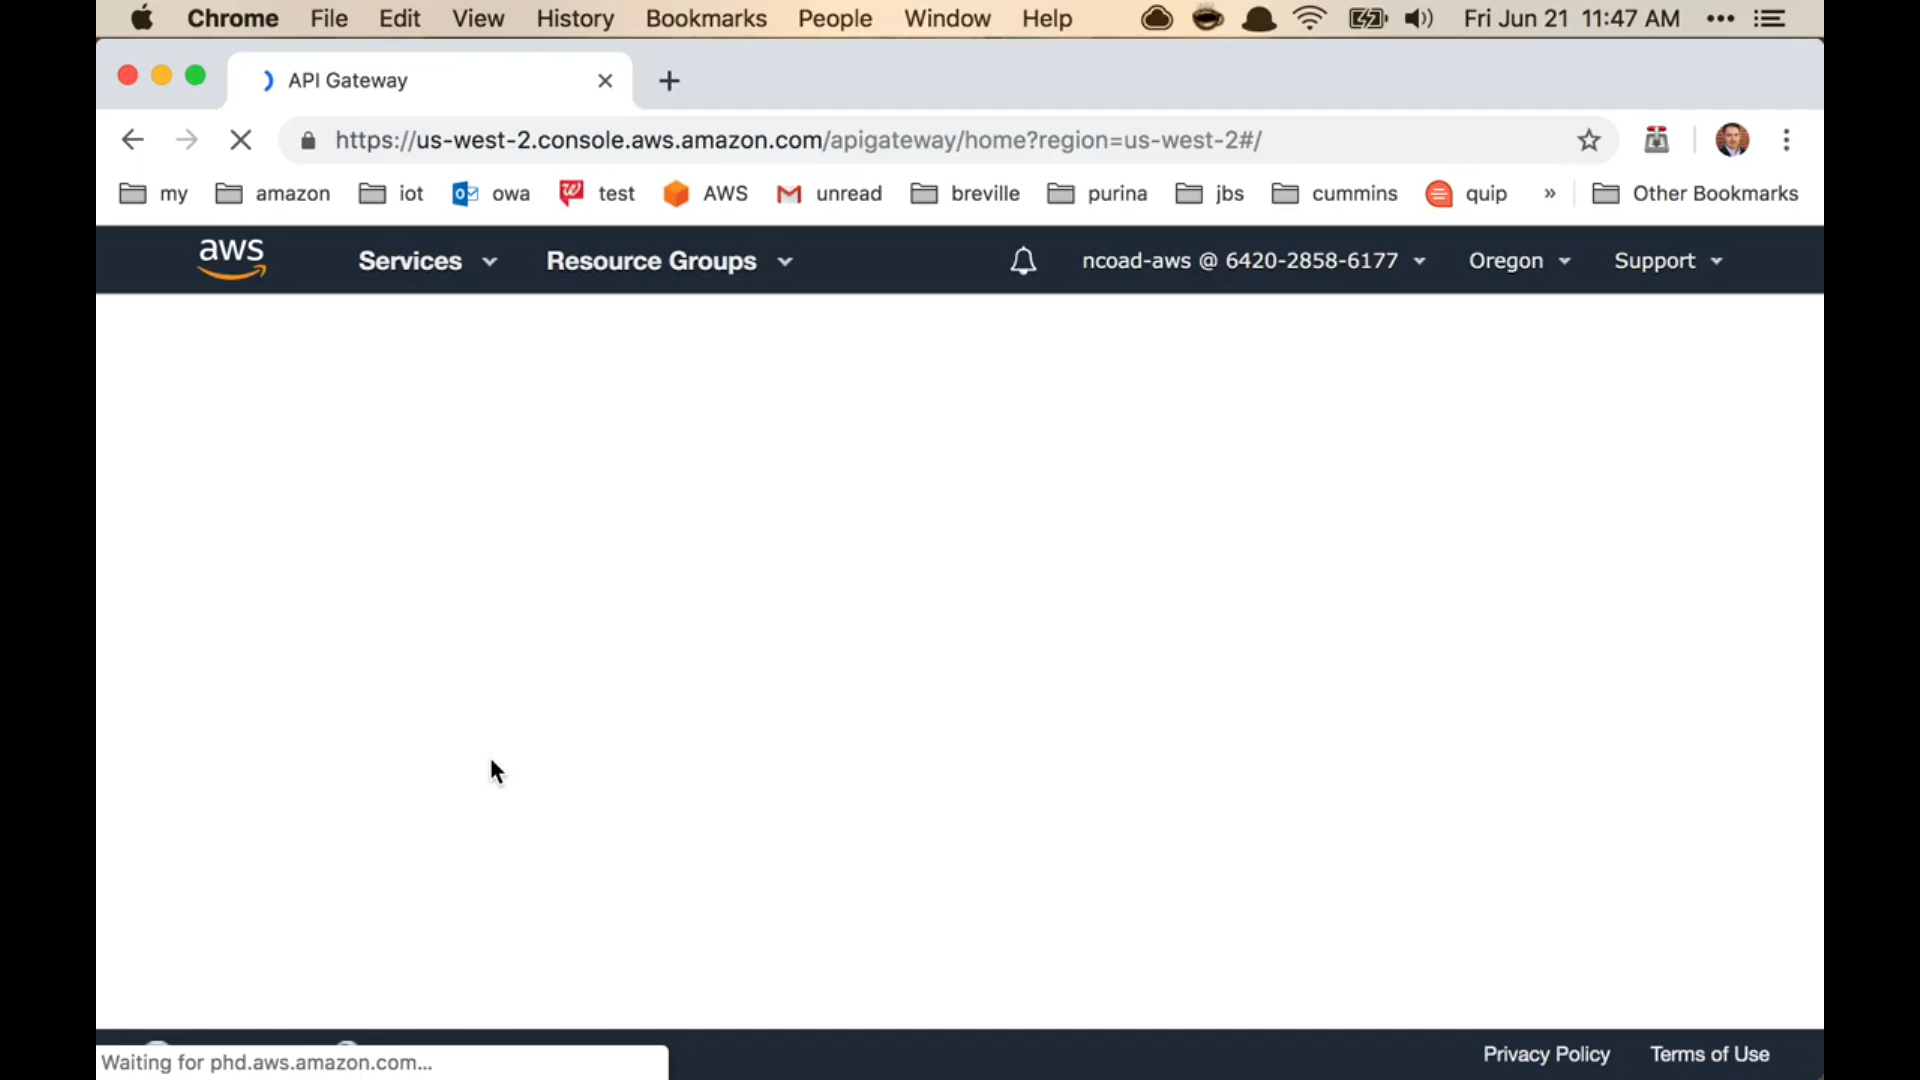 Chrome File Edit View History Bookmarks People Window Help Fri Jun 21 11:47 AM
API Gateway
https://us-west-2.console.aws.amazon.com/apigateway/home?region=us-west-2#/
my amazon iot owa test AWS unread breville purina jbs cummins quip » Other Bookmarks
aws Services Resource Groups ncoad-aws @ 6420-2858-6177 Oregon Support
Waiting for phd.aws.amazon.com... Privacy Policy Terms of Use